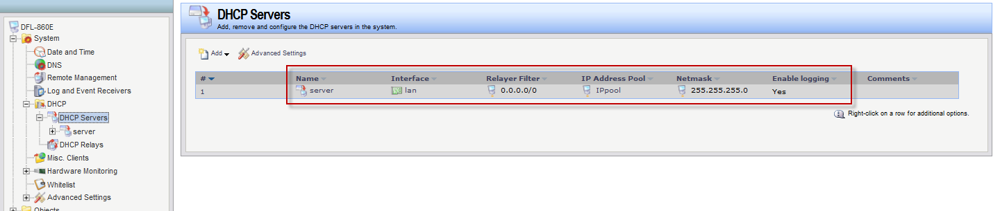 DFL-860E
System
Date and Time
DNS
Remote Management
Log and Event Receivers
DHCP
DHCP Servers
server
DHCP Relays
Misc. Clients
Hardware Monitoring
Whitelist
Advanced Settings
Objects
DHCP Servers
Add, remove and configure the DHCP servers in the system.
Add Advanced Settings
# Name Interface Relayer Filter IP Address Pool Netmask Enable logging Comments
1 server lan 0.0.0.0/0 IPpool 255.255.255.0 Yes
Right-click on a row for additional options.